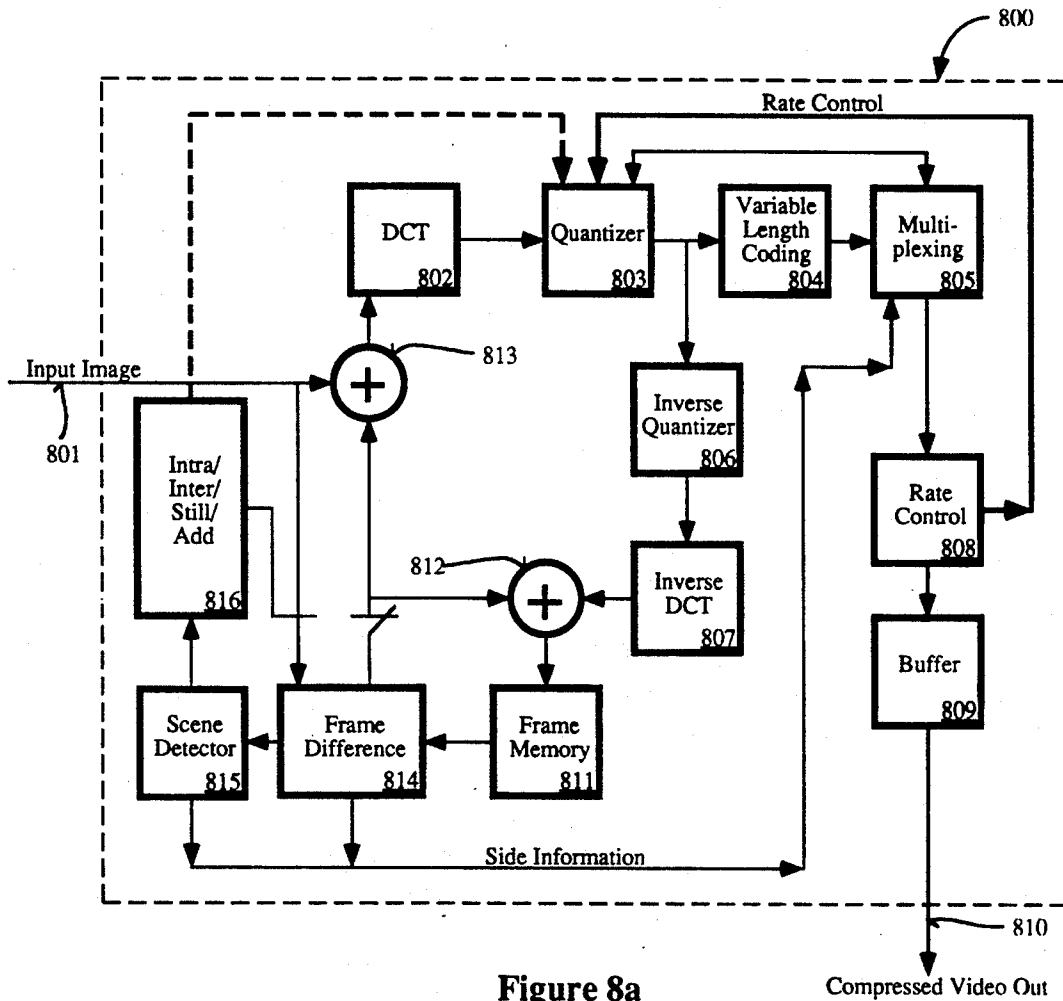 800
Rate Control
DCT
802
Quantizer
803
Variable
Length
Coding
804
Multi-
plexing
805
813
Input Image
801
Inverse
Quantizer
806
Intra/
Inter/
Still/
Add
816
Rate
Control
808
812
Inverse
DCT
807
Buffer
809
Scene
Detector
815
Frame
Difference
814
Frame
Memory
811
Side Information
810
Figure 8a
Compressed Video Out